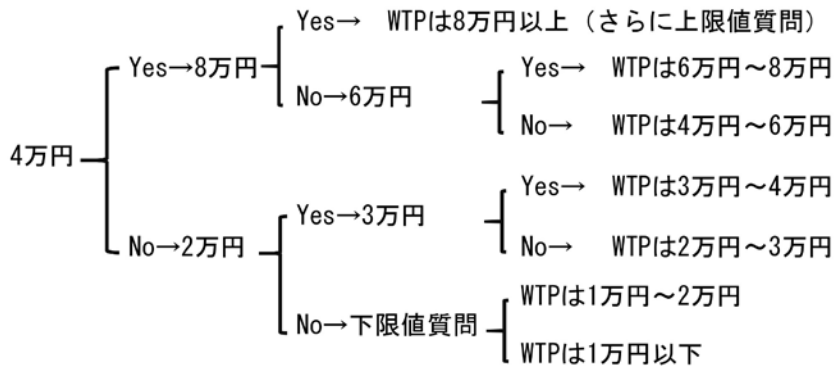 Yes→ WTPは8万円以上（さらに上限値質問）
Yes→8万円
Yes→ WTPは6万円～8万円
No→6万円
No→ WTPは4万円～6万円
4万円
Yes→ WTPは3万円～4万円
Yes→3万円
No→2万円
No→ WTPは2万円～3万円
WTPは1万円～2万円
No→下限値質問
WTPは1万円以下